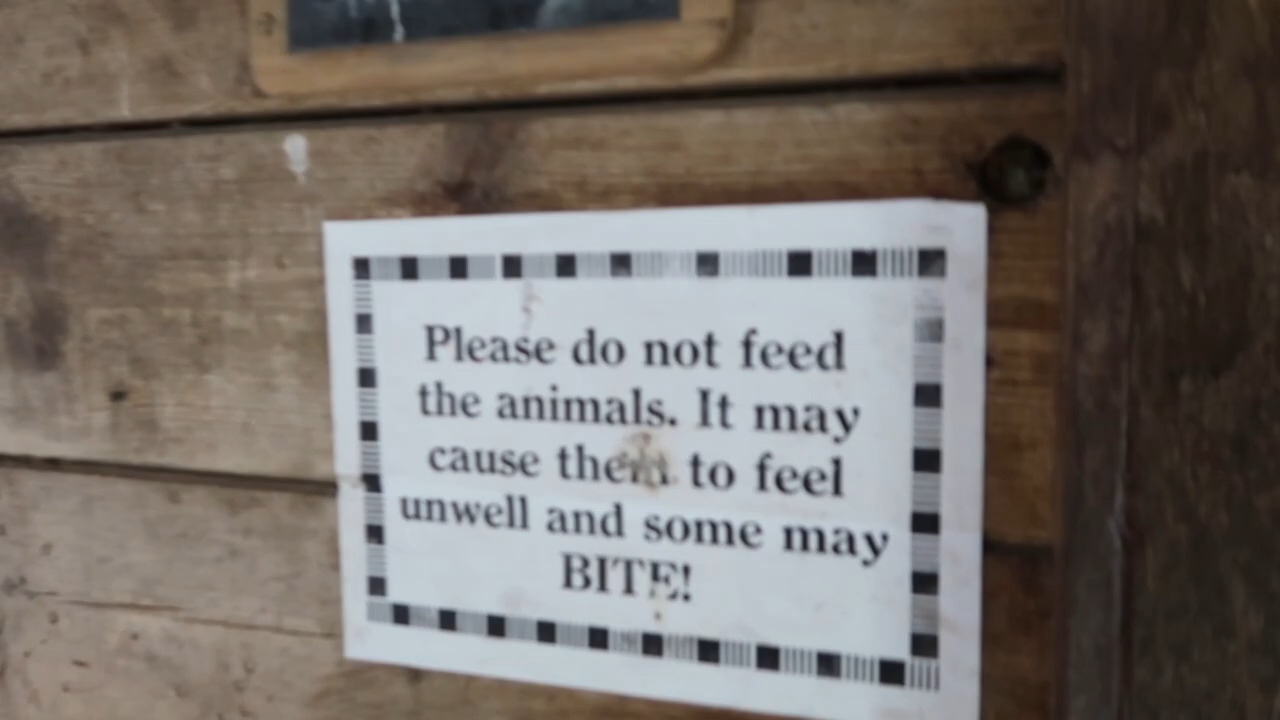 Please do not feed
the animals. It may
cause them to feel
unwell and some may
BITE!